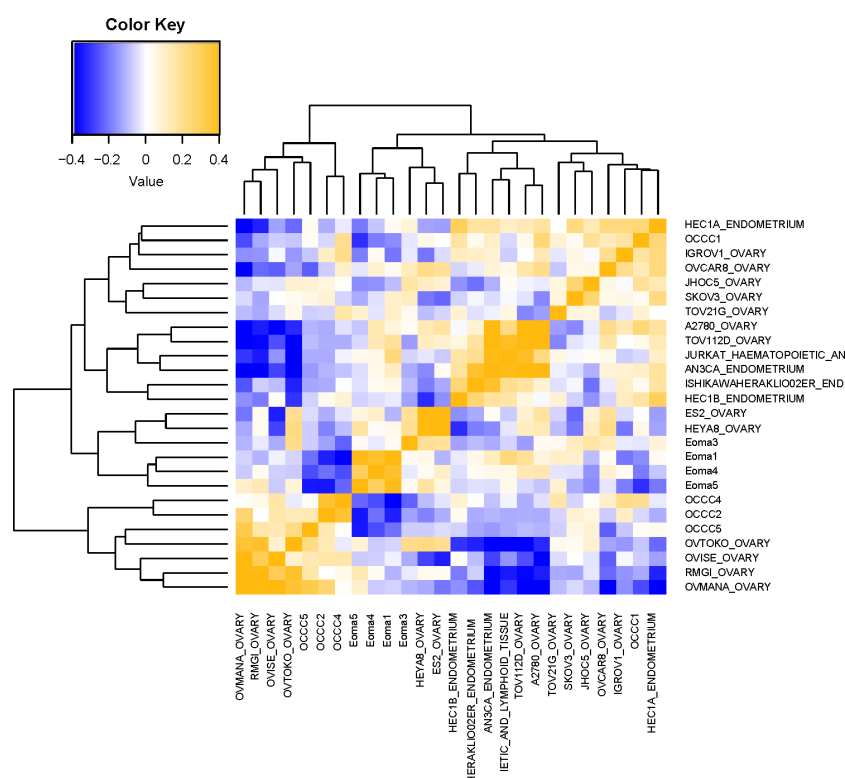 Color Key
−0.4 −0.2 0 0.2 0.4
Value
HEC1A_ENDOMETRIUM
OCCC1
IGROV1_OVARY
OVCAR8_OVARY
JHOC5_OVARY
SKOV3_OVARY
TOV21G_OVARY
A2780_OVARY
TOV112D_OVARY
JURKAT_HAEMATOPOIETIC_AN
AN3CA_ENDOMETRIUM
ISHIKAWAHERAKLIO02ER_END
HEC1B_ENDOMETRIUM
ES2_OVARY
HEYA8_OVARY
Eoma3
Eoma1
Eoma4
Eoma5
OCCC4
OCCC2
OCCC5
OVTOKO_OVARY
OVISE_OVARY
RMGI_OVARY
OVMANA_OVARY
OVMANA_OVARY
RMGI_OVARY
OVISE_OVARY
OVTOKO_OVARY
OCCC5
OCCC2
OCCC4
Eoma5
Eoma4
Eoma1
Eoma3
HEYA8_OVARY
ES2_OVARY
HEC1B_ENDOMETRIUM
IERAKLIO02ER_ENDOMETRIUM
AN3CA_ENDOMETRIUM
IETIC_AND_LYMPHOID_TISSUE
TOV112D_OVARY
A2780_OVARY
TOV21G_OVARY
SKOV3_OVARY
JHOC5_OVARY
OVCAR8_OVARY
IGROV1_OVARY
OCCC1
HEC1A_ENDOMETRIUM